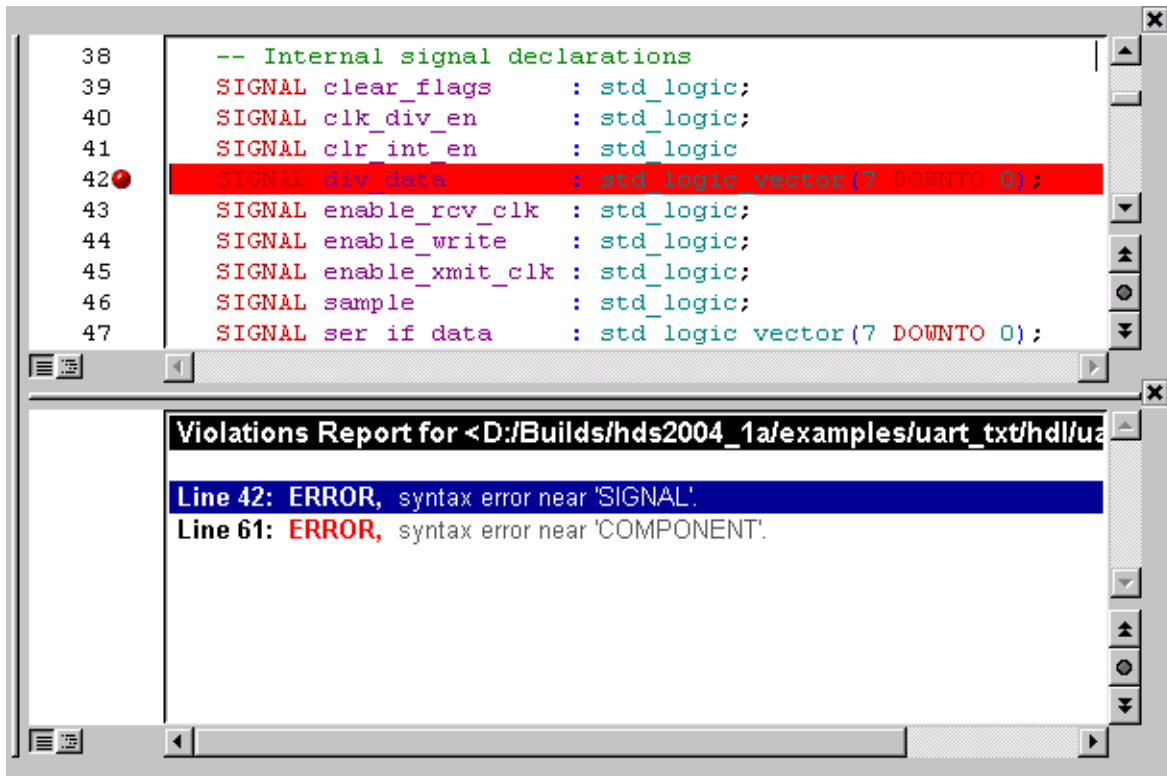 38 -- Internal signal declarations
39 SIGNAL clear_flags : std_logic;
40 SIGNAL clk_div_en : std_logic;
41 SIGNAL clr_int_en : std_logic
42 SIGNAL div_data : std_logic_vector(7 DOWNTO 0);
43 SIGNAL enable_rcv_clk : std_logic;
44 SIGNAL enable_write : std_logic;
45 SIGNAL enable_xmit_clk : std_logic;
46 SIGNAL sample : std_logic;
47 SIGNAL ser_if_data : std_logic_vector(7 DOWNTO 0);
Violations Report for <D:/Builds/hds2004_1a/examples/uart_txt/hdl/ua
Line 42: ERROR, syntax error near 'SIGNAL'.
Line 61: ERROR, syntax error near 'COMPONENT'.